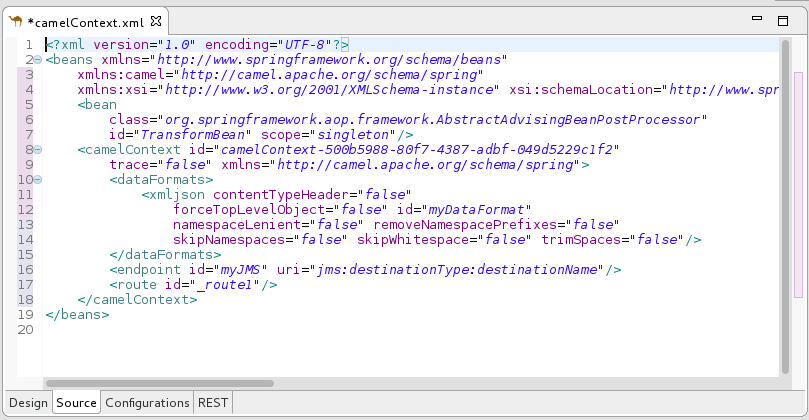 *camelContext.xml
1 <?xml version="1.0" encoding="UTF-8"?>
2 <beans xmlns="http://www.springframework.org/schema/beans"
3 xmlns:camel="http://camel.apache.org/schema/spring"
4 xmlns:xsi="http://www.w3.org/2001/XMLSchema-instance" xsi:schemaLocation="http://www.spr
5 <bean
6 class="org.springframework.aop.framework.AbstractAdvisingBeanPostProcessor"
7 id="TransformBean" scope="singleton"/>
8 <camelContext id="camelContext-500b5988-80f7-4387-adbf-049d5229c1f2"
9 trace="false" xmlns="http://camel.apache.org/schema/spring">
10 <dataFormats>
11 <xmljson contentTypeHeader="false"
12 forceTopLevelObject="false" id="myDataFormat"
13 namespaceLenient="false" removeNamespacePrefixes="false"
14 skipNamespaces="false" skipWhitespace="false" trimSpaces="false"/>
15 </dataFormats>
16 <endpoint id="myJMS" uri="jms:destinationType:destinationName"/>
17 <route id="_route1"/>
18 </camelContext>
19 </beans>
20
Design Source Configurations REST